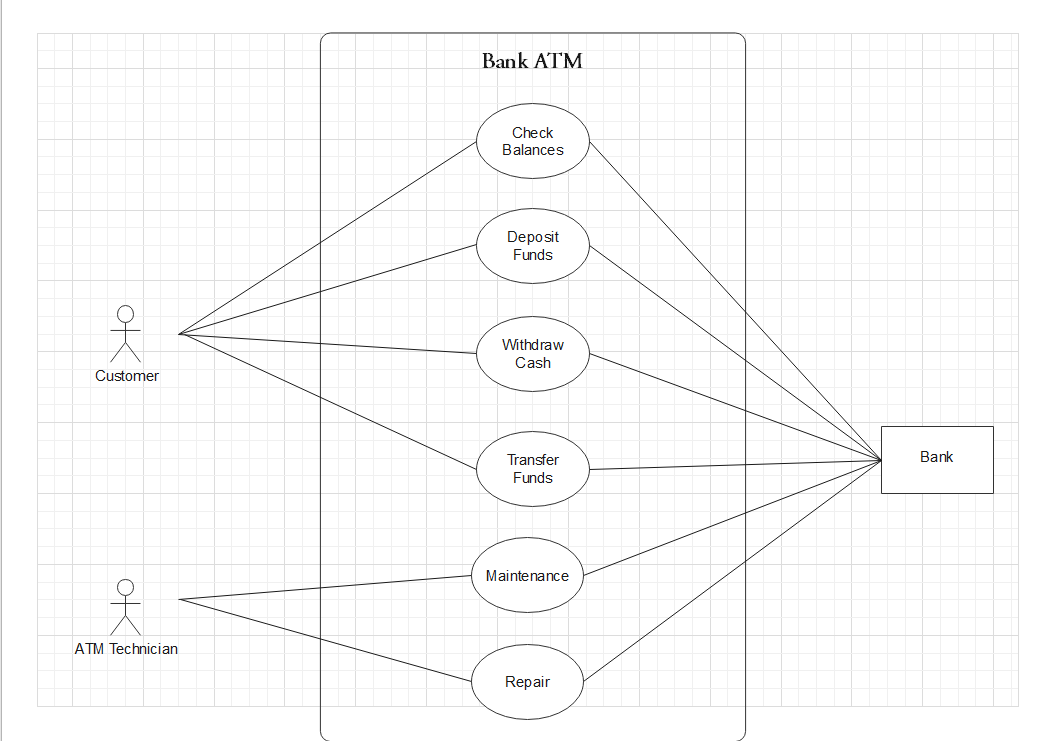 Bank ATM
Check
Balances
Deposit
Funds
Withdraw
Cash
Customer
Transfer
Funds
Bank
Maintenance
ATM Technician
Repair